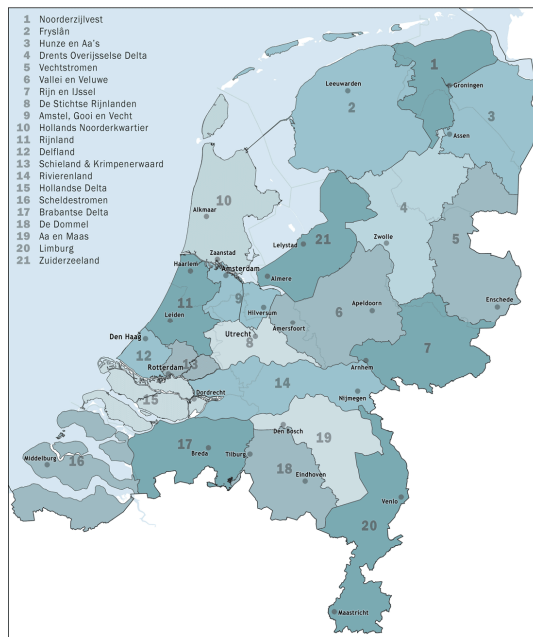 1 Noorderzijlvest
2 Fryslân
3 Hunze en Aa's
4 Drents Overijsselse Delta
5 Vechtstromen
6 Vallei en Veluwe
7 Rijn en IJssel
8 De Stichtse Rijnlanden
9 Amstel, Gooi en Vecht
10 Hollands Noorderkwartier
11 Rijnland
12 Delfland
13 Schieland & Krimpenerwaard
14 Rivierenland
15 Hollandse Delta
16 Scheldestromen
17 Brabantse Delta
18 De Dommel
19 Aa en Maas
20 Limburg
21 Zuiderzeeland
1
Leeuwarden
Groningen
2
3
Assen
10
Alkmaar
4
Zwolle
21
Lelystad
5
Zaanstad
Haarlem
Amsterdam
Almere
11
9
Hilversum
Enschede
Leiden
6
Apeldoorn
Amersfoort
Den Haag
Utrecht
8
7
12
13
Rotterdam
Arnhem
14
Dordrecht
15
Nijmegen
Den Bosch
19
17
Breda
Tilburg
16
Middelburg
18
Eindhoven
Venlo
20
Maastricht